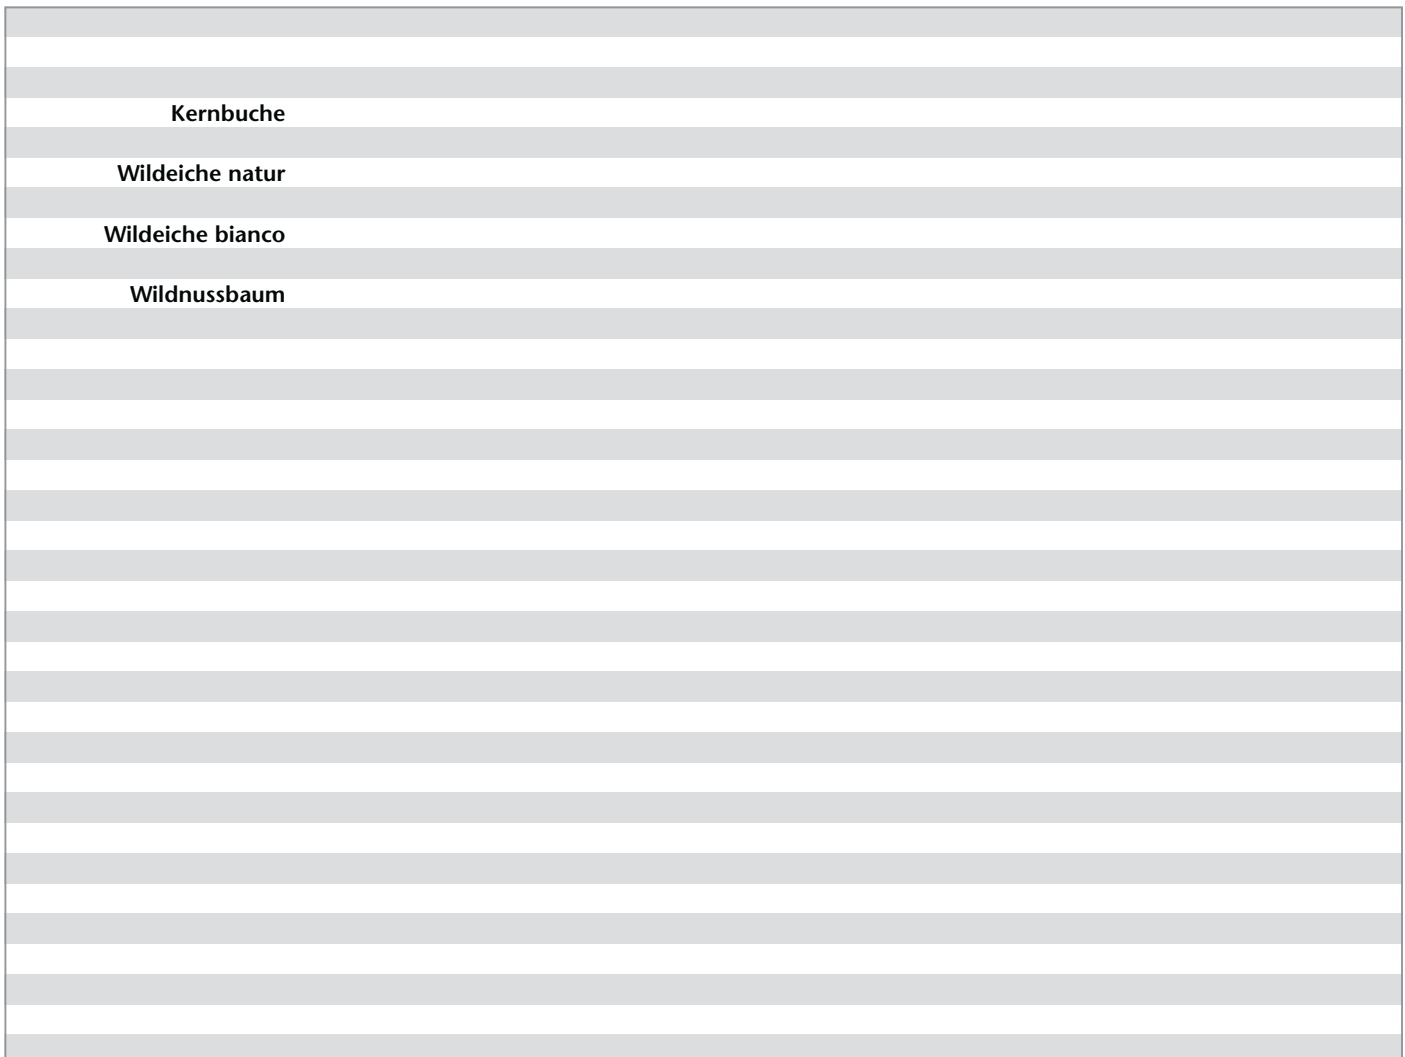 Kernbuche
Wildeiche natur
Wildeiche bianco
Wildnussbaum